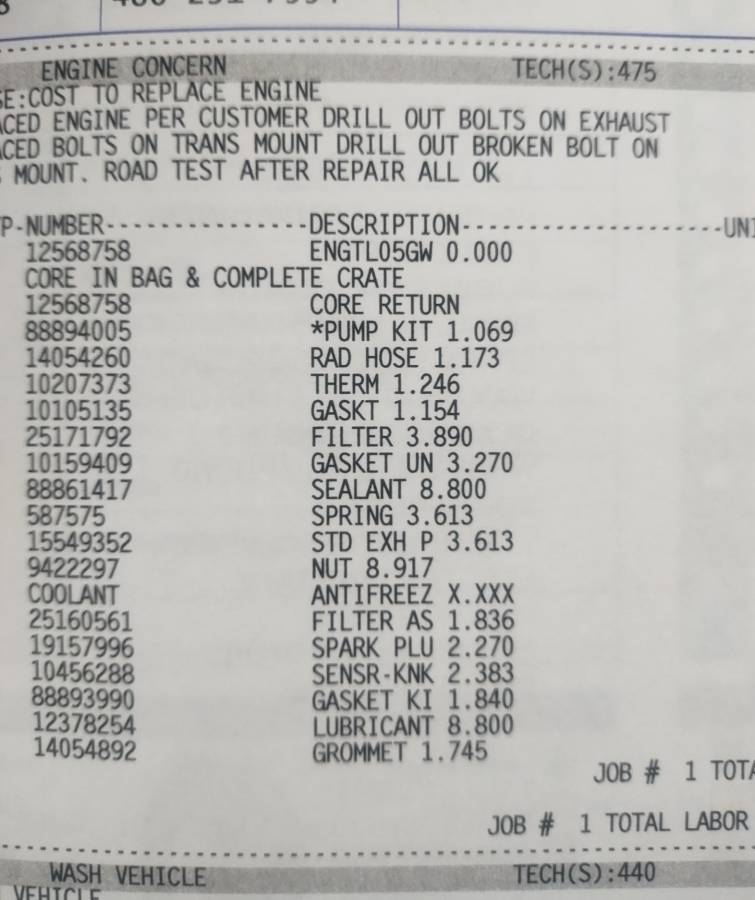 ENGINE CONCERN TECH(S):475
SE:COST TO REPLACE ENGINE
ACED ENGINE PER CUSTOMER DRILL OUT BOLTS ON EXHAUST
ACED BOLTS ON TRANS MOUNT DRILL OUT BROKEN BOLT ON
MOUNT. ROAD TEST AFTER REPAIR ALL OK
P-NUMBER---------------DESCRIPTION--------------------UNI
12568758 ENGTL05GW 0.000
CORE IN BAG & COMPLETE CRATE
12568758 CORE RETURN
88894005 *PUMP KIT 1.069
14054260 RAD HOSE 1.173
10207373 THERM 1.246
10105135 GASKT 1.154
25171792 FILTER 3.890
10159409 GASKET UN 3.270
88861417 SEALANT 8.800
587575 SPRING 3.613
15549352 STD EXH P 3.613
9422297 NUT 8.917
COOLANT ANTIFREEZ X.XXX
25160561 FILTER AS 1.836
19157996 SPARK PLU 2.270
10456288 SENSR-KNK 2.383
88893990 GASKET KI 1.840
12378254 LUBRICANT 8.800
14054892 GROMMET 1.745
JOB # 1 TOTA
JOB # 1 TOTAL LABOR
WASH VEHICLE TECH(S):440
VEHICLE